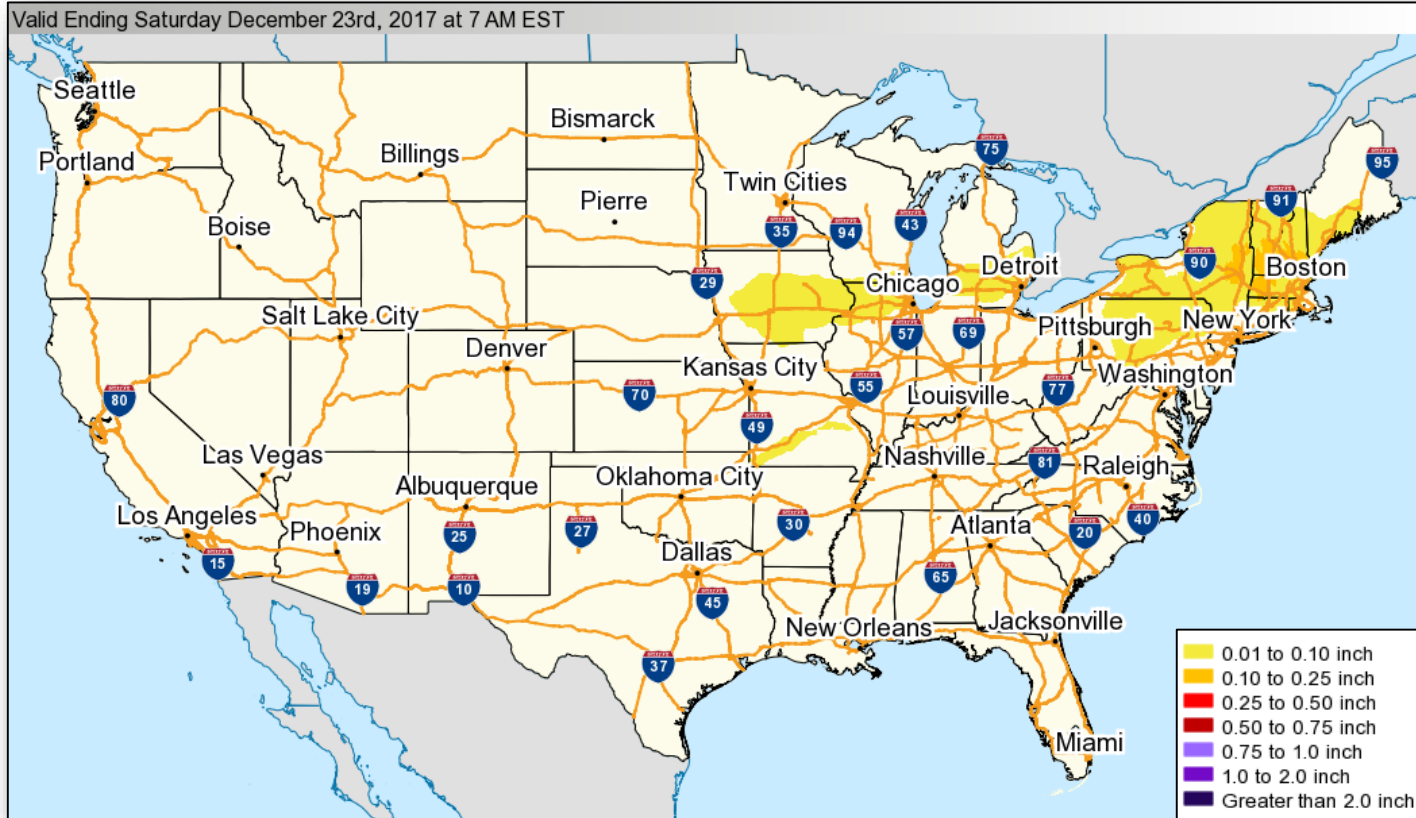 Valid Ending Saturday December 23rd, 2017 at 7 AM EST
Seattle
Portland
Billings
Bismarck
Twin Cities
75
95
91
Boise
Pierre
35
94
43
90
Boston
Detroit
Chicago
29
Salt Lake City
Denver
57
69
Pittsburgh
New York
Kansas City
Washington
80
70
55
77
Louisville
49
Las Vegas
Albuquerque
Oklahoma City
Nashville
81
Raleigh
Los Angeles
Phoenix
25
27
30
Atlanta
20
40
15
19
10
Dallas
45
65
New Orleans
Jacksonville
37
Miami
0.01 to 0.10 inch
0.10 to 0.25 inch
0.25 to 0.50 inch
0.50 to 0.75 inch
0.75 to 1.0 inch
1.0 to 2.0 inch
Greater than 2.0 inch